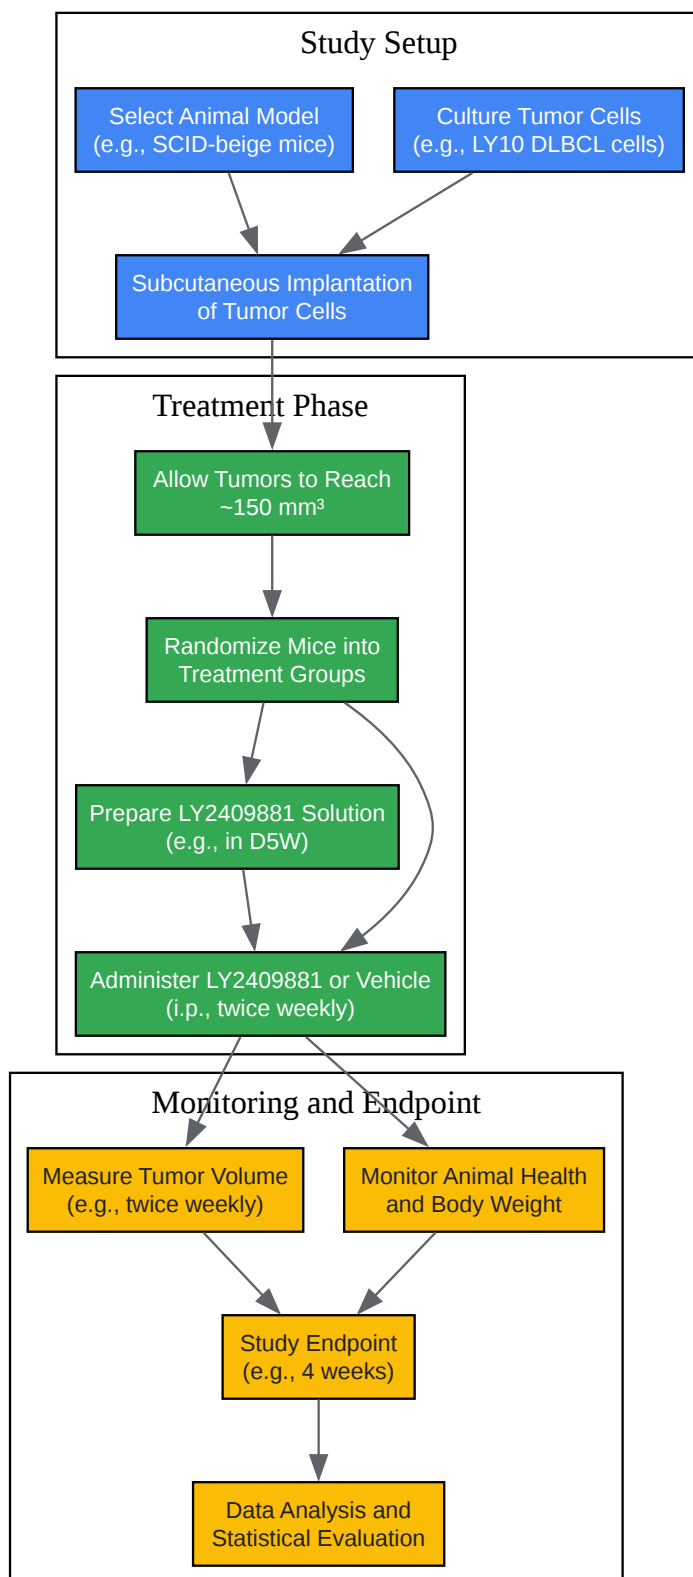 Study Setup
Select Animal Model
(e.g., SCID-beige mice)
Culture Tumor Cells
(e.g., LY10 DLBCL cells)
Subcutaneous Implantation
of Tumor Cells
Treatment Phase
Allow Tumors to Reach
~150 mm³
Randomize Mice into
Treatment Groups
Prepare LY2409881 Solution
(e.g., in D5W)
Administer LY2409881 or Vehicle
(i.p., twice weekly)
Monitoring and Endpoint
Measure Tumor Volume
(e.g., twice weekly)
Monitor Animal Health
and Body Weight
Study Endpoint
(e.g., 4 weeks)
Data Analysis and
Statistical Evaluation